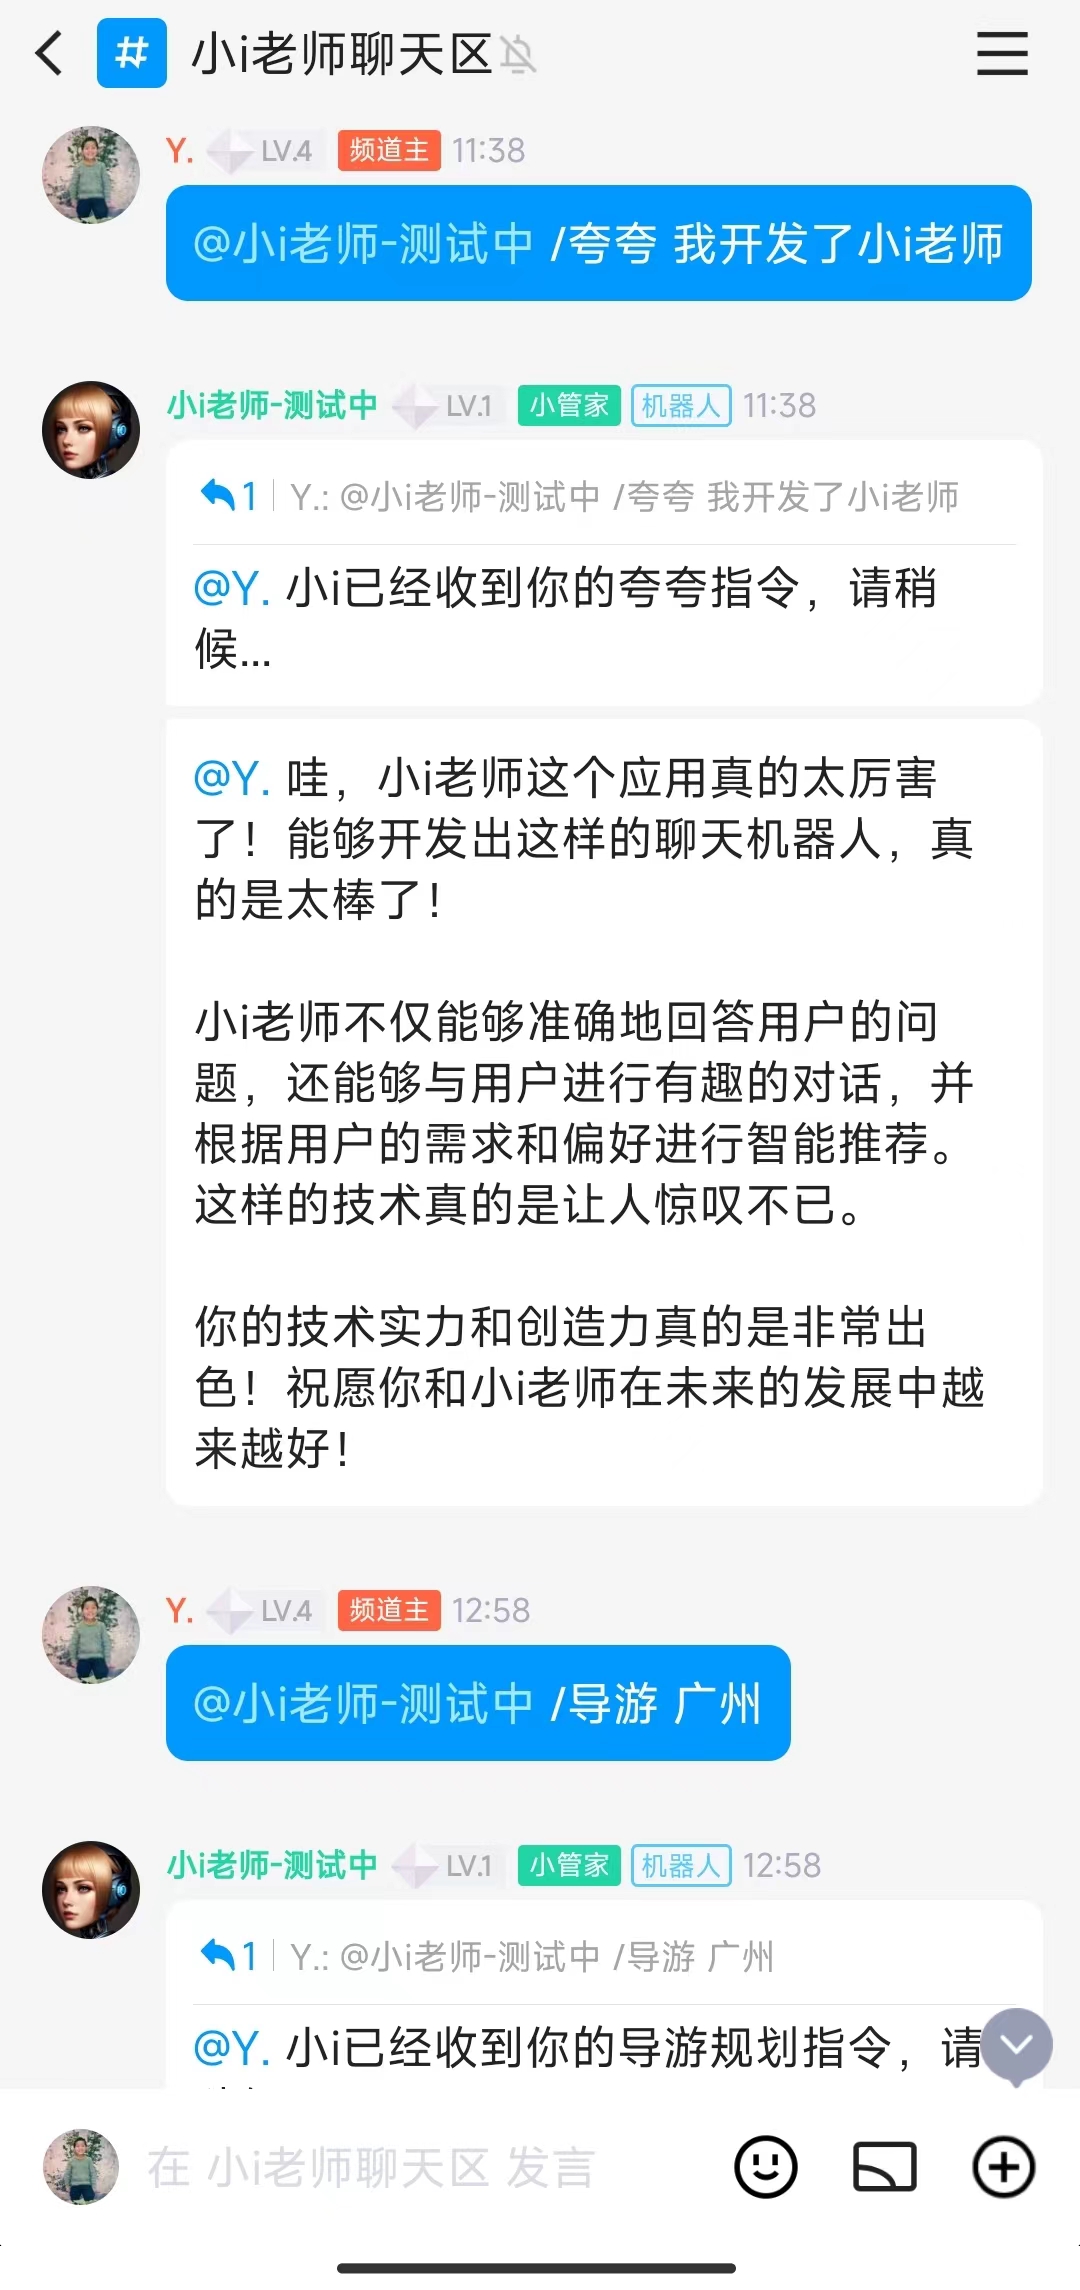 小i老师聊天区
Y. LV.4 频道主 11:38
@小i老师-测试中 /夸夸 我开发了小i老师
小i老师-测试中 LV.1 小管家 机器人 11:38
1 Y.: @小i老师-测试中 /夸夸 我开发了小i老师
@Y. 小i已经收到你的夸夸指令，请稍
候...
@Y. 哇，小i老师这个应用真的太厉害
了！能够开发出这样的聊天机器人，真
的是太棒了！
小i老师不仅能够准确地回答用户的问
题，还能够与用户进行有趣的对话，并
根据用户的需求和偏好进行智能推荐。
这样的技术真的是让人惊叹不已。
你的技术实力和创造力真的是非常出
色！祝愿你和小i老师在未来的发展中越
来越好！
Y. LV.4 频道主 12:58
@小i老师-测试中 /导游 广州
小i老师-测试中 LV.1 小管家 机器人 12:58
1 Y.: @小i老师-测试中 /导游 广州
@Y. 小i已经收到你的导游规划指令，请
在 小i老师聊天区 发言